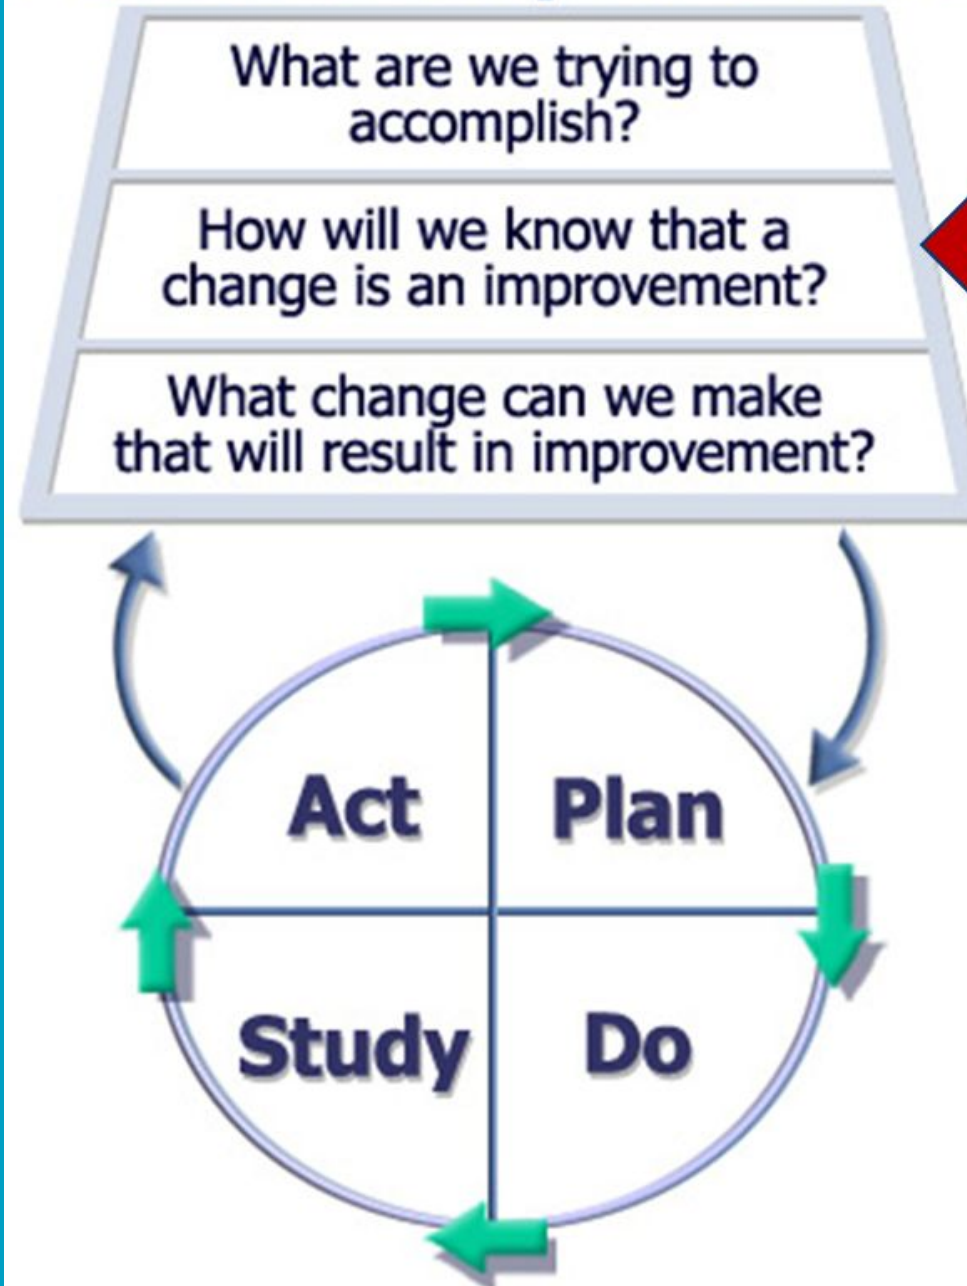 What are we trying to
accomplish?
How will we know that a
change is an improvement?
What change can we make
that will result in improvement?
Act
Plan
Study
Do